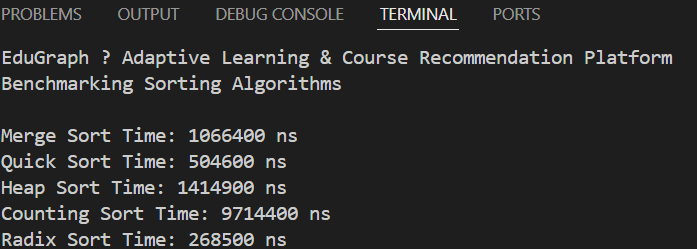 PROBLEMS OUTPUT DEBUG CONSOLE TERMINAL PORTS
EduGraph ? Adaptive Learning & Course Recommendation Platform
Benchmarking Sorting Algorithms
Merge Sort Time: 1066400 ns
Quick Sort Time: 504600 ns
Heap Sort Time: 1414900 ns
Counting Sort Time: 9714400 ns
Radix Sort Time: 268500 ns